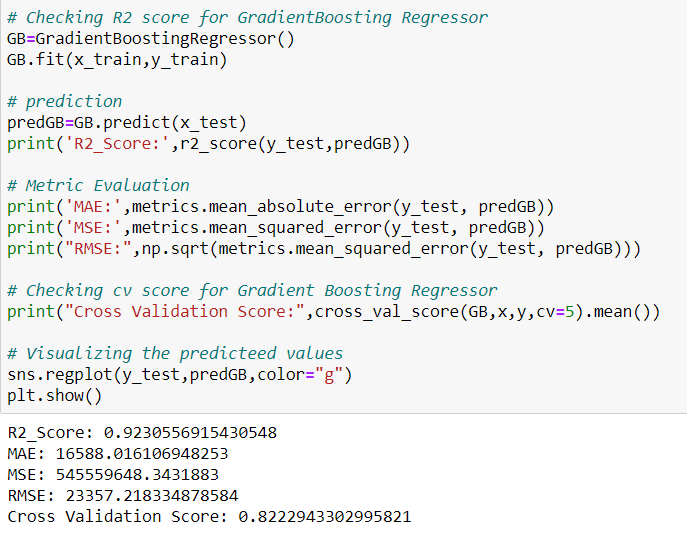 # Checking R2 score for GradientBoosting Regressor
GB=GradientBoostingRegressor()
GB.fit(x_train,y_train)
# prediction
predGB=GB.predict(x_test)
print('R2_Score:',r2_score(y_test,predGB))
# Metric Evaluation
print('MAE:',metrics.mean_absolute_error(y_test, predGB))
print('MSE:',metrics.mean_squared_error(y_test, predGB))
print("RMSE:",np.sqrt(metrics.mean_squared_error(y_test, predGB)))
# Checking cv score for Gradient Boosting Regressor
print("Cross Validation Score:",cross_val_score(GB,x,y,cv=5).mean())
# Visualizing the predicteed values
sns.regplot(y_test,predGB,color="g")
plt.show()
R2_Score: 0.9230556915430548
MAE: 16588.016106948253
MSE: 545559648.3431883
RMSE: 23357.218334878584
Cross Validation Score: 0.8222943302995821